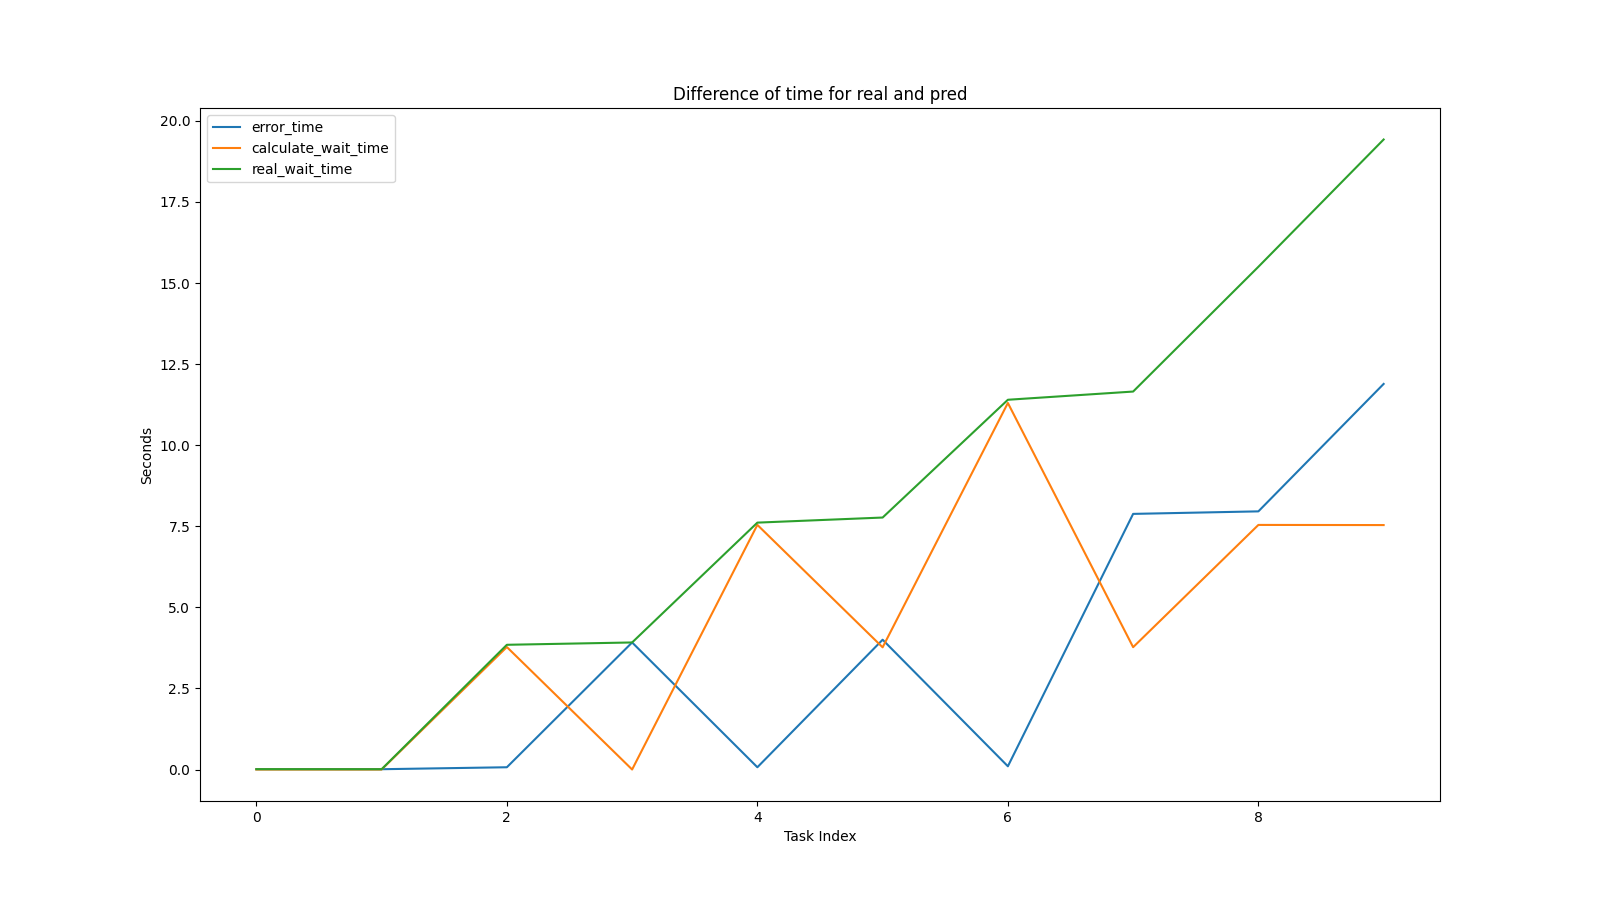 Difference of time for real and pred
error_time
calculate_wait_time
real_wait_time
20.0
17.5
15.0
12.5
10.0
7.5
5.0
2.5
0.0
Seconds
0 2 4 6 8
Task Index